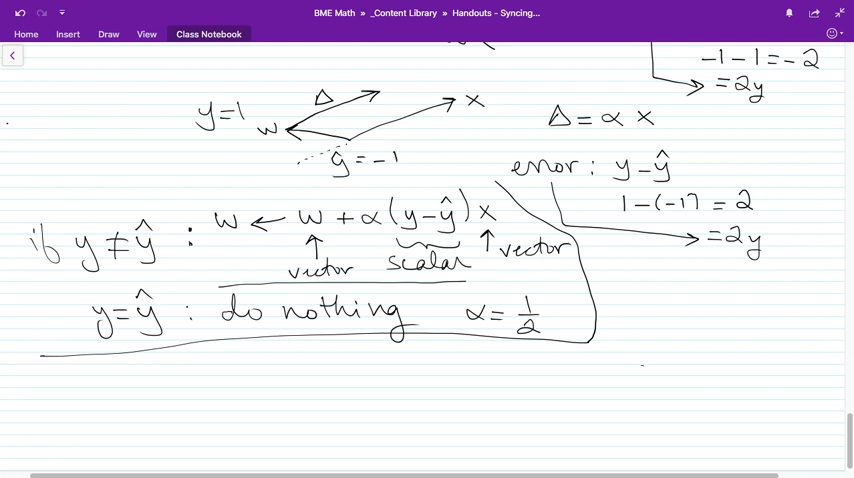 BME Math » _Content Library » Handouts - Syncing...
Home Insert Draw View Class Notebook
-1-1=-2
=2y
y=1
Δ
w
x
ŷ=-1
Δ=αx
error: y-ŷ
1-(-1)=2
=2y
if y≠ŷ: w ← w+α(y-ŷ)x
vector scalar vector
y=ŷ: do nothing α=1/2